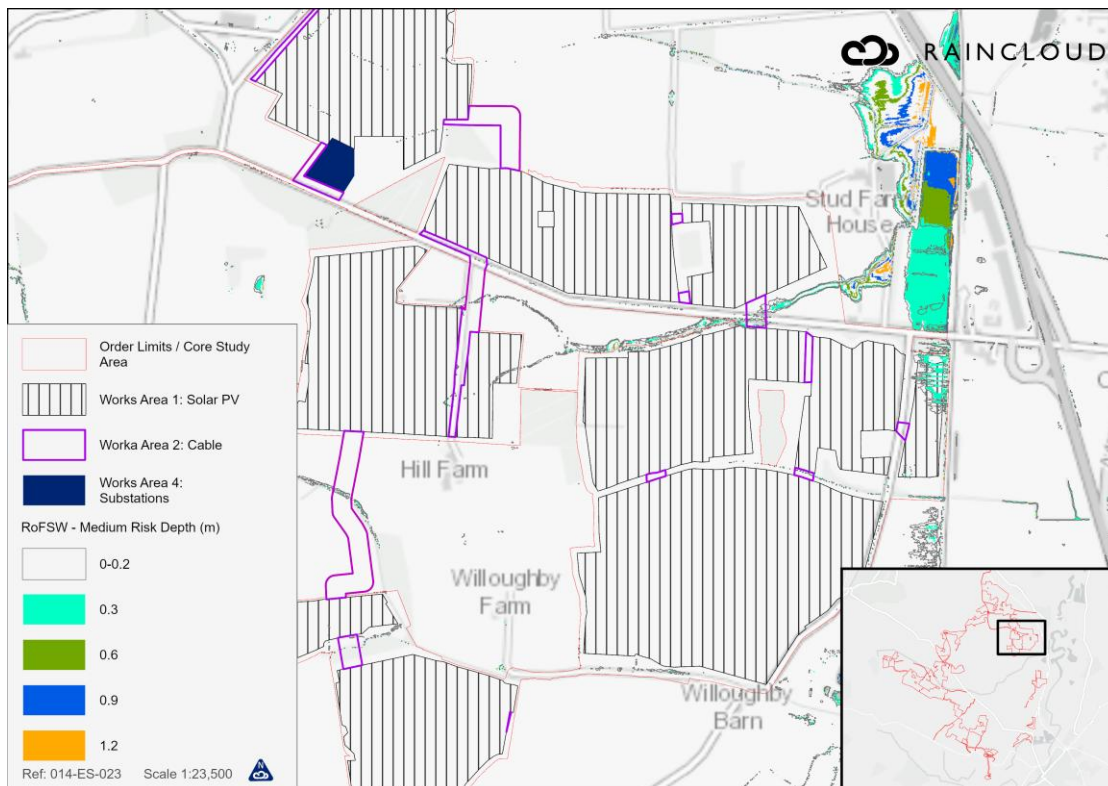 RAINCLOUD
Stud Farm
House
Hill Farm
Willoughby
Farm
Willoughby
Barn
Order Limits / Core Study
Area
Works Area 1: Solar PV
Worka Area 2: Cable
Works Area 4:
Substations
RoFSW - Medium Risk Depth (m)
0-0.2
0.3
0.6
0.9
1.2
Ref: 014-ES-023 Scale 1:23,500
N